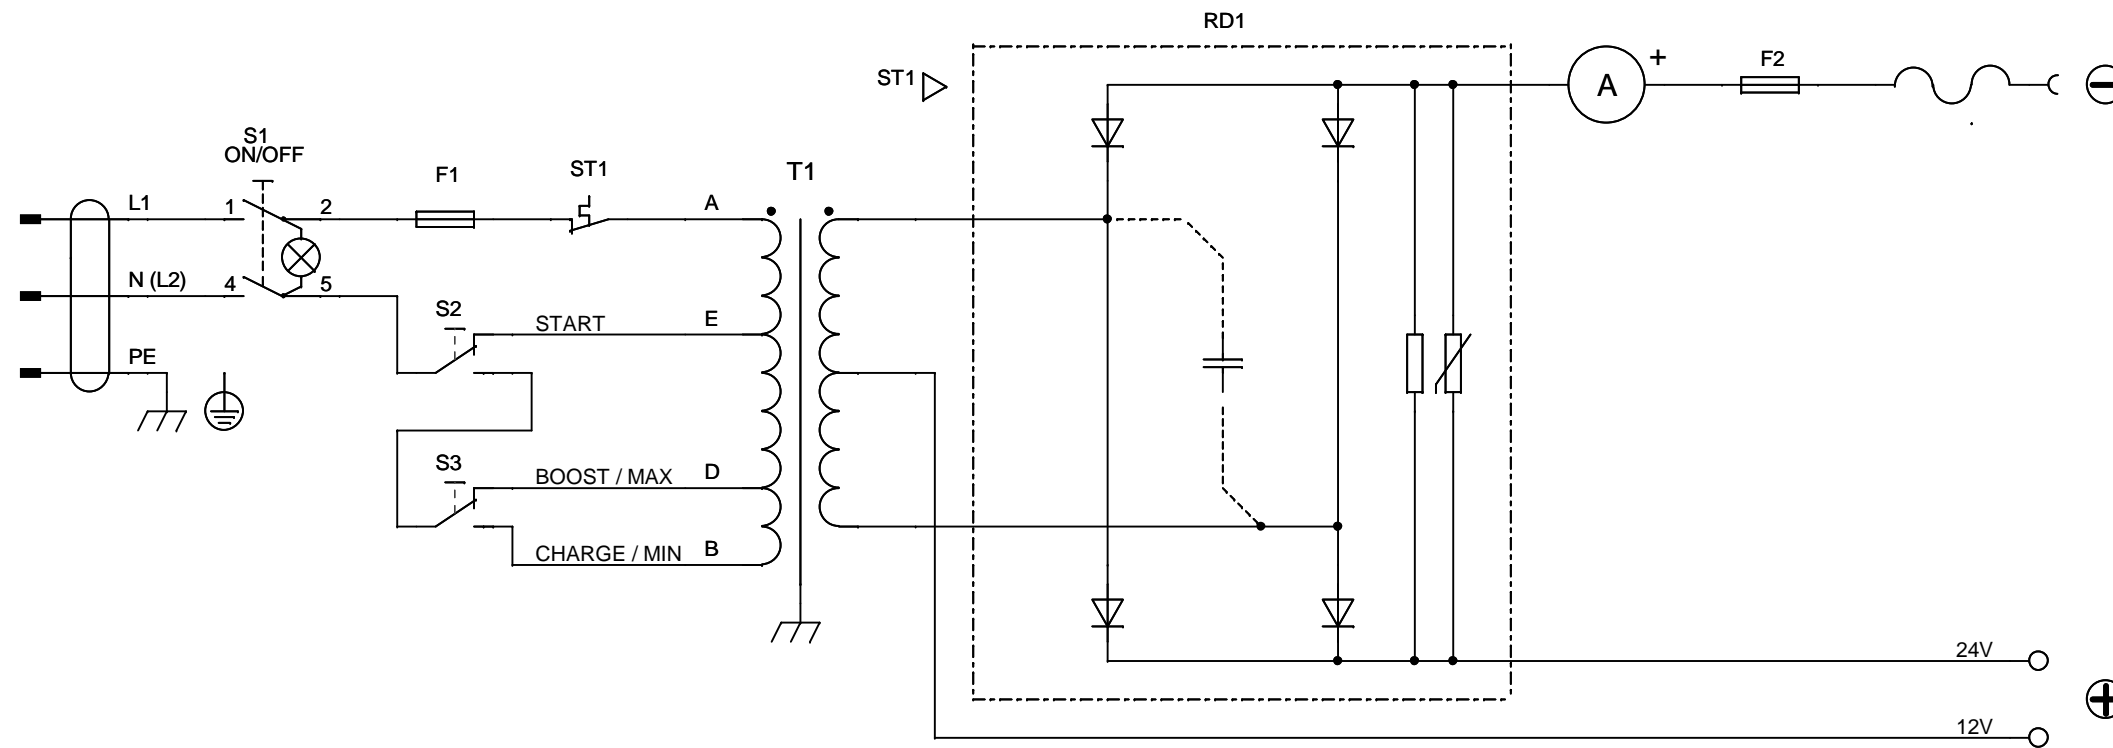 RD1
ST1
A
+
F2
S1
ON/OFF
F1
ST1
T1
L1
1
2
A
N (L2)
4
5
S2
START
E
PE
S3
BOOST / MAX
D
CHARGE / MIN
B
24V
12V